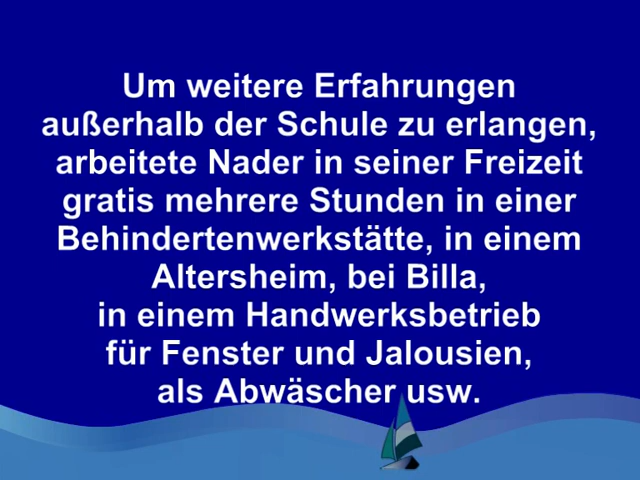 Um weitere Erfahrungen
außerhalb der Schule zu erlangen,
arbeitete Nader in seiner Freizeit
gratis mehrere Stunden in einer
Behindertenwerkstätte, in einem
Altersheim, bei Billa,
in einem Handwerksbetrieb
für Fenster und Jalousien,
als Abwäscher usw.